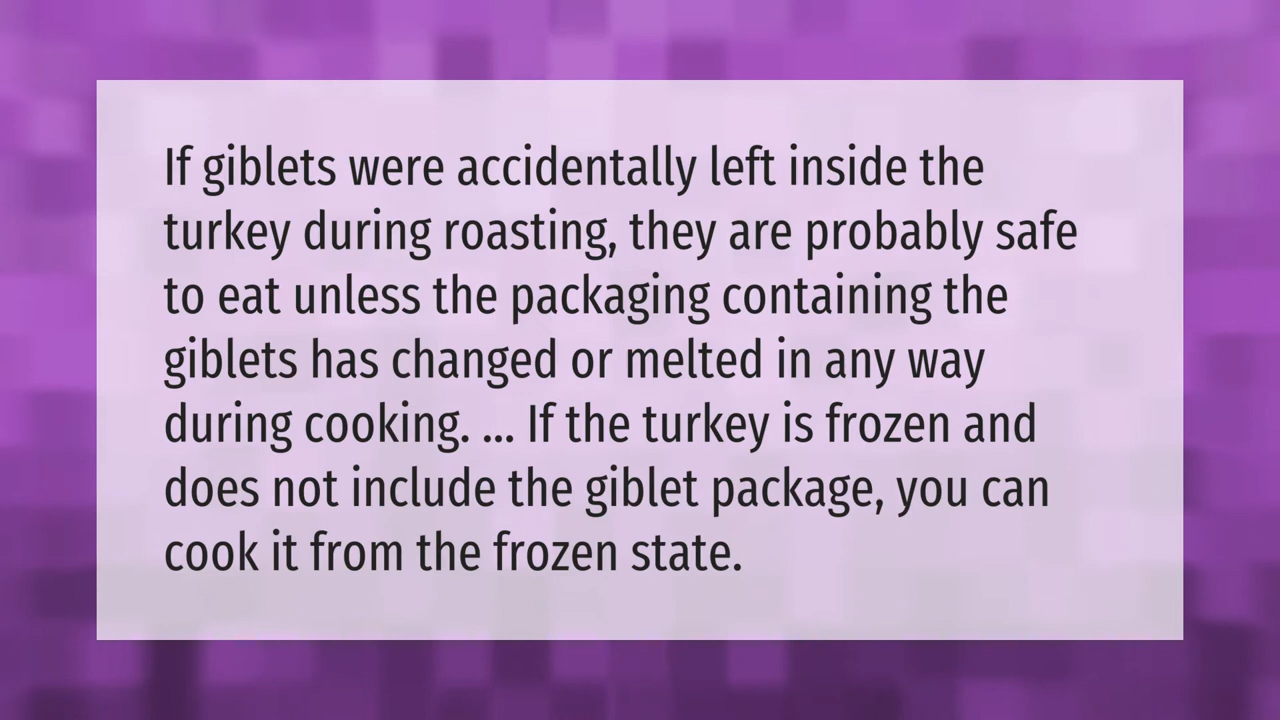 If giblets were accidentally left inside the
turkey during roasting, they are probably safe
to eat unless the packaging containing the
giblets has changed or melted in any way
during cooking. ... If the turkey is frozen and
does not include the giblet package, you can
cook it from the frozen state.